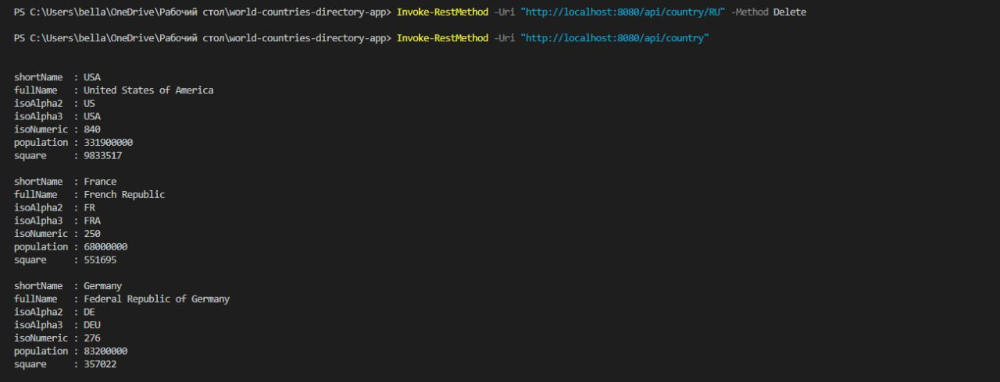 PS C:\Users\bella\OneDrive\Рабочий стол\world-countries-directory-app> Invoke-RestMethod -Uri "http://localhost:8080/api/country/RU" -Method Delete
PS C:\Users\bella\OneDrive\Рабочий стол\world-countries-directory-app> Invoke-RestMethod -Uri "http://localhost:8080/api/country"
shortName : USA
fullName : United States of America
isoAlpha2 : US
isoAlpha3 : USA
isoNumeric : 840
population : 331900000
square : 9833517
shortName : France
fullName : French Republic
isoAlpha2 : FR
isoAlpha3 : FRA
isoNumeric : 250
population : 68000000
square : 551695
shortName : Germany
fullName : Federal Republic of Germany
isoAlpha2 : DE
isoAlpha3 : DEU
isoNumeric : 276
population : 83200000
square : 357022